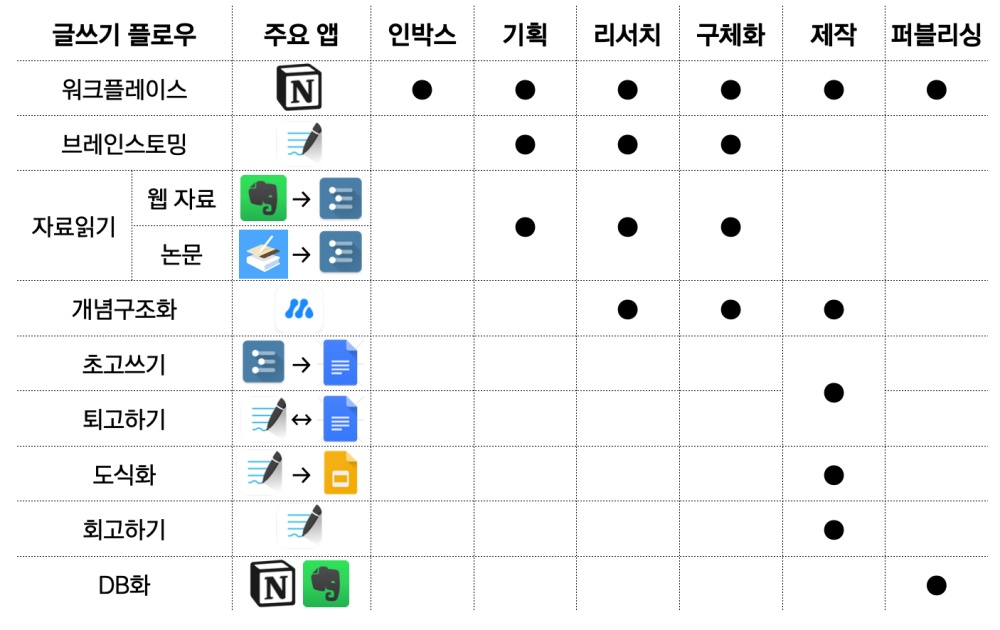 글쓰기 플로우 주요 앱 인박스 기획 리서치 구체화 제작 퍼블리싱
워크플레이스
브레인스토밍
자료읽기
웹 자료
논문
개념구조화
초고쓰기
퇴고하기
도식화
회고하기
DB화